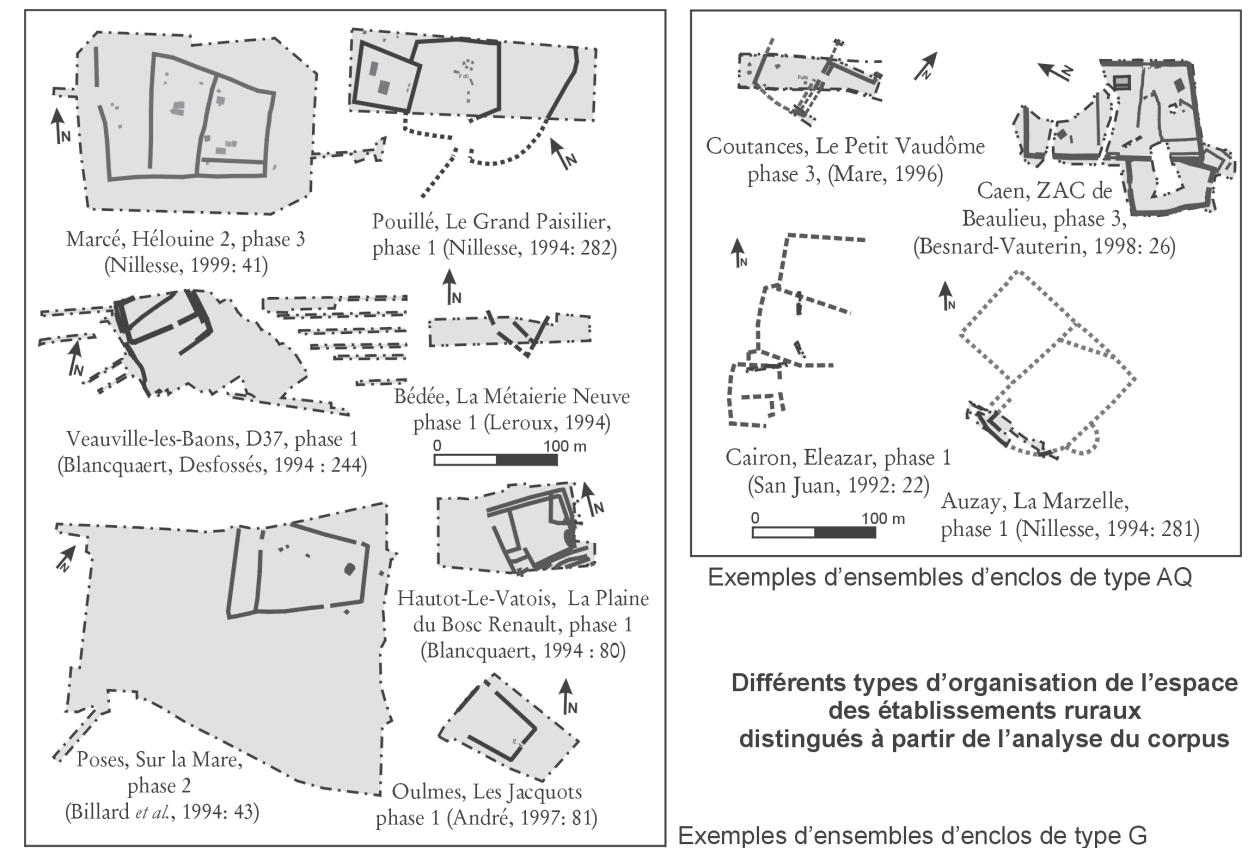 N
Marcé, Hélouine 2, phase 3
(Nillesse, 1999: 41)
FdC
N
Pouillé, Le Grand Paisilier,
phase 1 (Nillesse, 1994: 282)
N
Veauville-les-Baons, D37, phase 1
(Blancquaert, Desfossés, 1994 : 244)
N
Bédée, La Métaierie Neuve
phase 1 (Leroux, 1994)
0 100 m
N
Poses, Sur la Mare,
phase 2
(Billard et al., 1994: 43)
N
Hautot-Le-Vatois, La Plaine
du Bosc Renault, phase 1
(Blancquaert, 1994 : 80)
E
N
Oulmes, Les Jacquots
phase 1 (André, 1997: 81)
Puits
N
Coutances, Le Petit Vaudôme
phase 3, (Mare, 1996)
N
Caen, ZAC de
Beaulieu, phase 3,
(Besnard-Vauterin, 1998: 26)
N
Cairon, Eleazar, phase 1
(San Juan, 1992: 22)
N
Auzay, La Marzelle,
phase 1 (Nillesse, 1994: 281)
0 100 m
Exemples d'ensembles d'enclos de type AQ
Différents types d'organisation de l'espace
des établissements ruraux
distingués à partir de l'analyse du corpus
Exemples d'ensembles d'enclos de type G